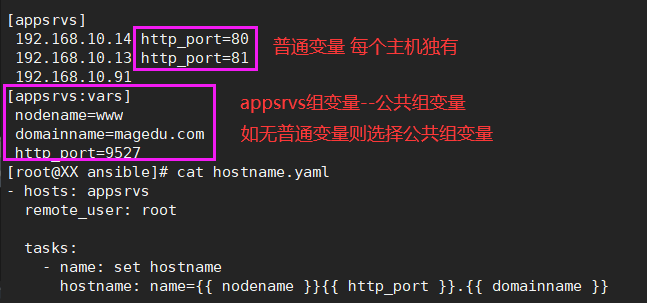 [appsrvs]
192.168.10.14 http_port=80
192.168.10.13 http_port=81
普通变量 每个主机独有
192.168.10.91
[appsrvs:vars]
nodename=www
domainname=magedu.com
http_port=9527
appsrvs组变量--公共组变量
如无普通变量则选择公共组变量
[root@XX ansible]# cat hostname.yaml
- hosts: appsrvs
remote_user: root
tasks:
- name: set hostname
hostname: name={{ nodename }}{{ http_port }}.{{ domainname }}